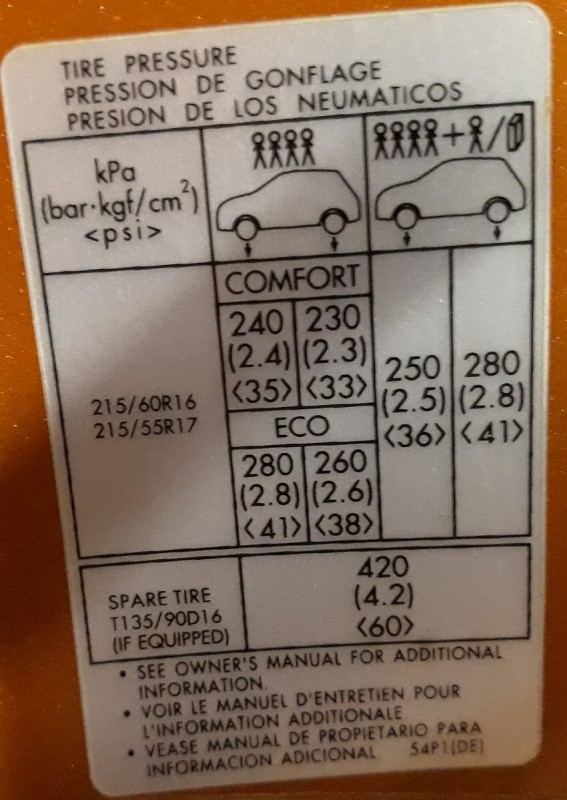 TIRE PRESSURE
PRESSION DE GONFLAGE
PRESION DE LOS NEUMATICOS
kPa
(bar·kgf/cm²)
<psi>
+ /
215/60R16
215/55R17
COMFORT
240 230
(2.4) (2.3)
<35> <33>
ECO
280 260
(2.8) (2.6)
<41> <38>
250 280
(2.5) (2.8)
<36> <41>
SPARE TIRE
T135/90D16
(IF EQUIPPED)
420
(4.2)
<60>
• SEE OWNER'S MANUAL FOR ADDITIONAL
INFORMATION.
• VOIR LE MANUEL D'ENTRETIEN POUR
L'INFORMATION ADDITIONALE
• VEASE MANUAL DE PROPIETARIO PARA
INFORMACION ADICIONAL 54P1(DE)